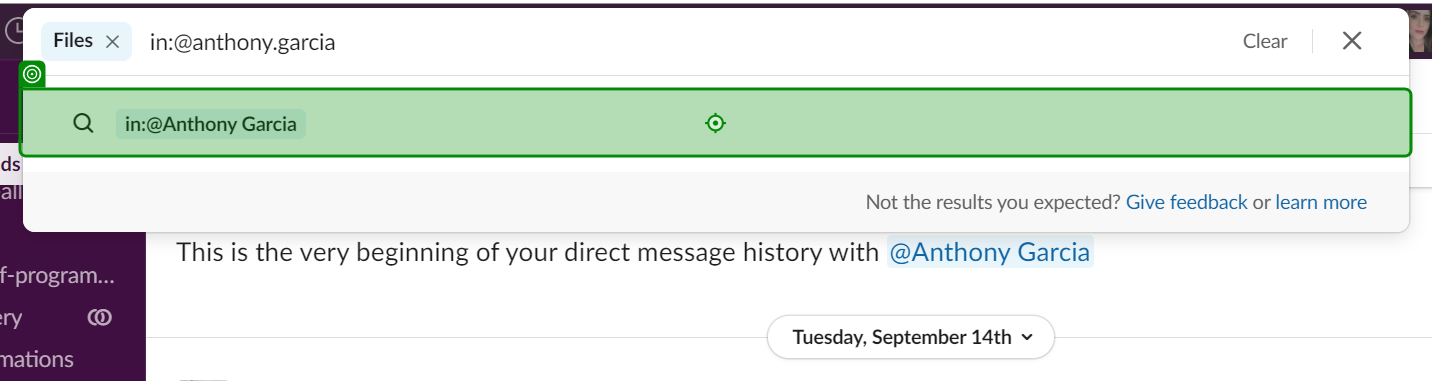 Files in:@anthony.garcia Clear
in:@Anthony Garcia
ds
all
Not the results you expected? Give feedback or learn more
This is the very beginning of your direct message history with @Anthony Garcia
f-program...
ery
Tuesday, September 14th
mations